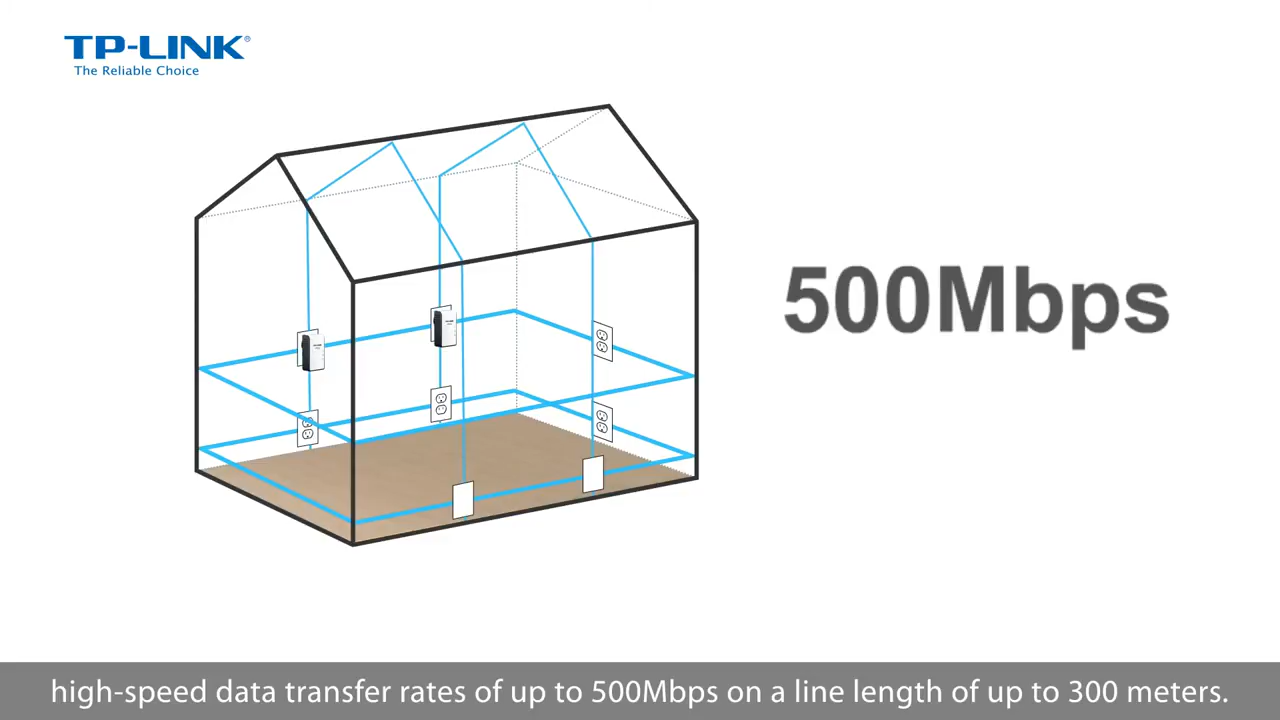 TP-LINK®
The Reliable Choice
500Mbps
high-speed data transfer rates of up to 500Mbps on a line length of up to 300 meters.